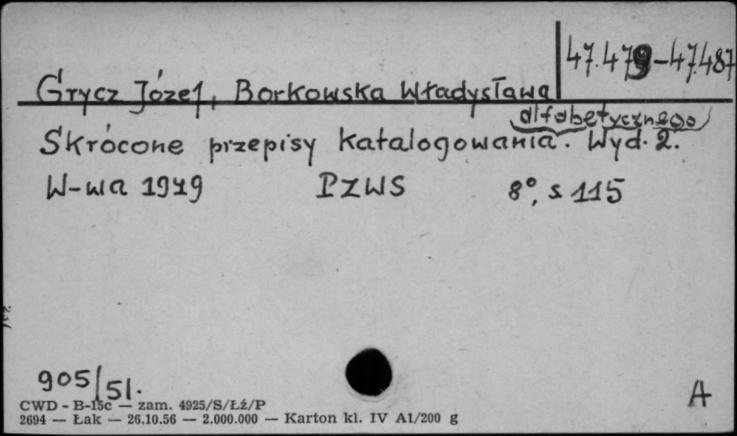 47.479-47.487
Grycz Józef, Borkowska Władysława
alfabetycznego
Skrócone przepisy katalogowania. Wyd. 2.
W-wa 1949 PZWS 8°, s 115
905/51.
A
CWD - B-15c — zam. 4925/S/Łź/P
2694 — Łak — 26.10.56 — 2.000.000 — Karton kl. IV A1/200 g